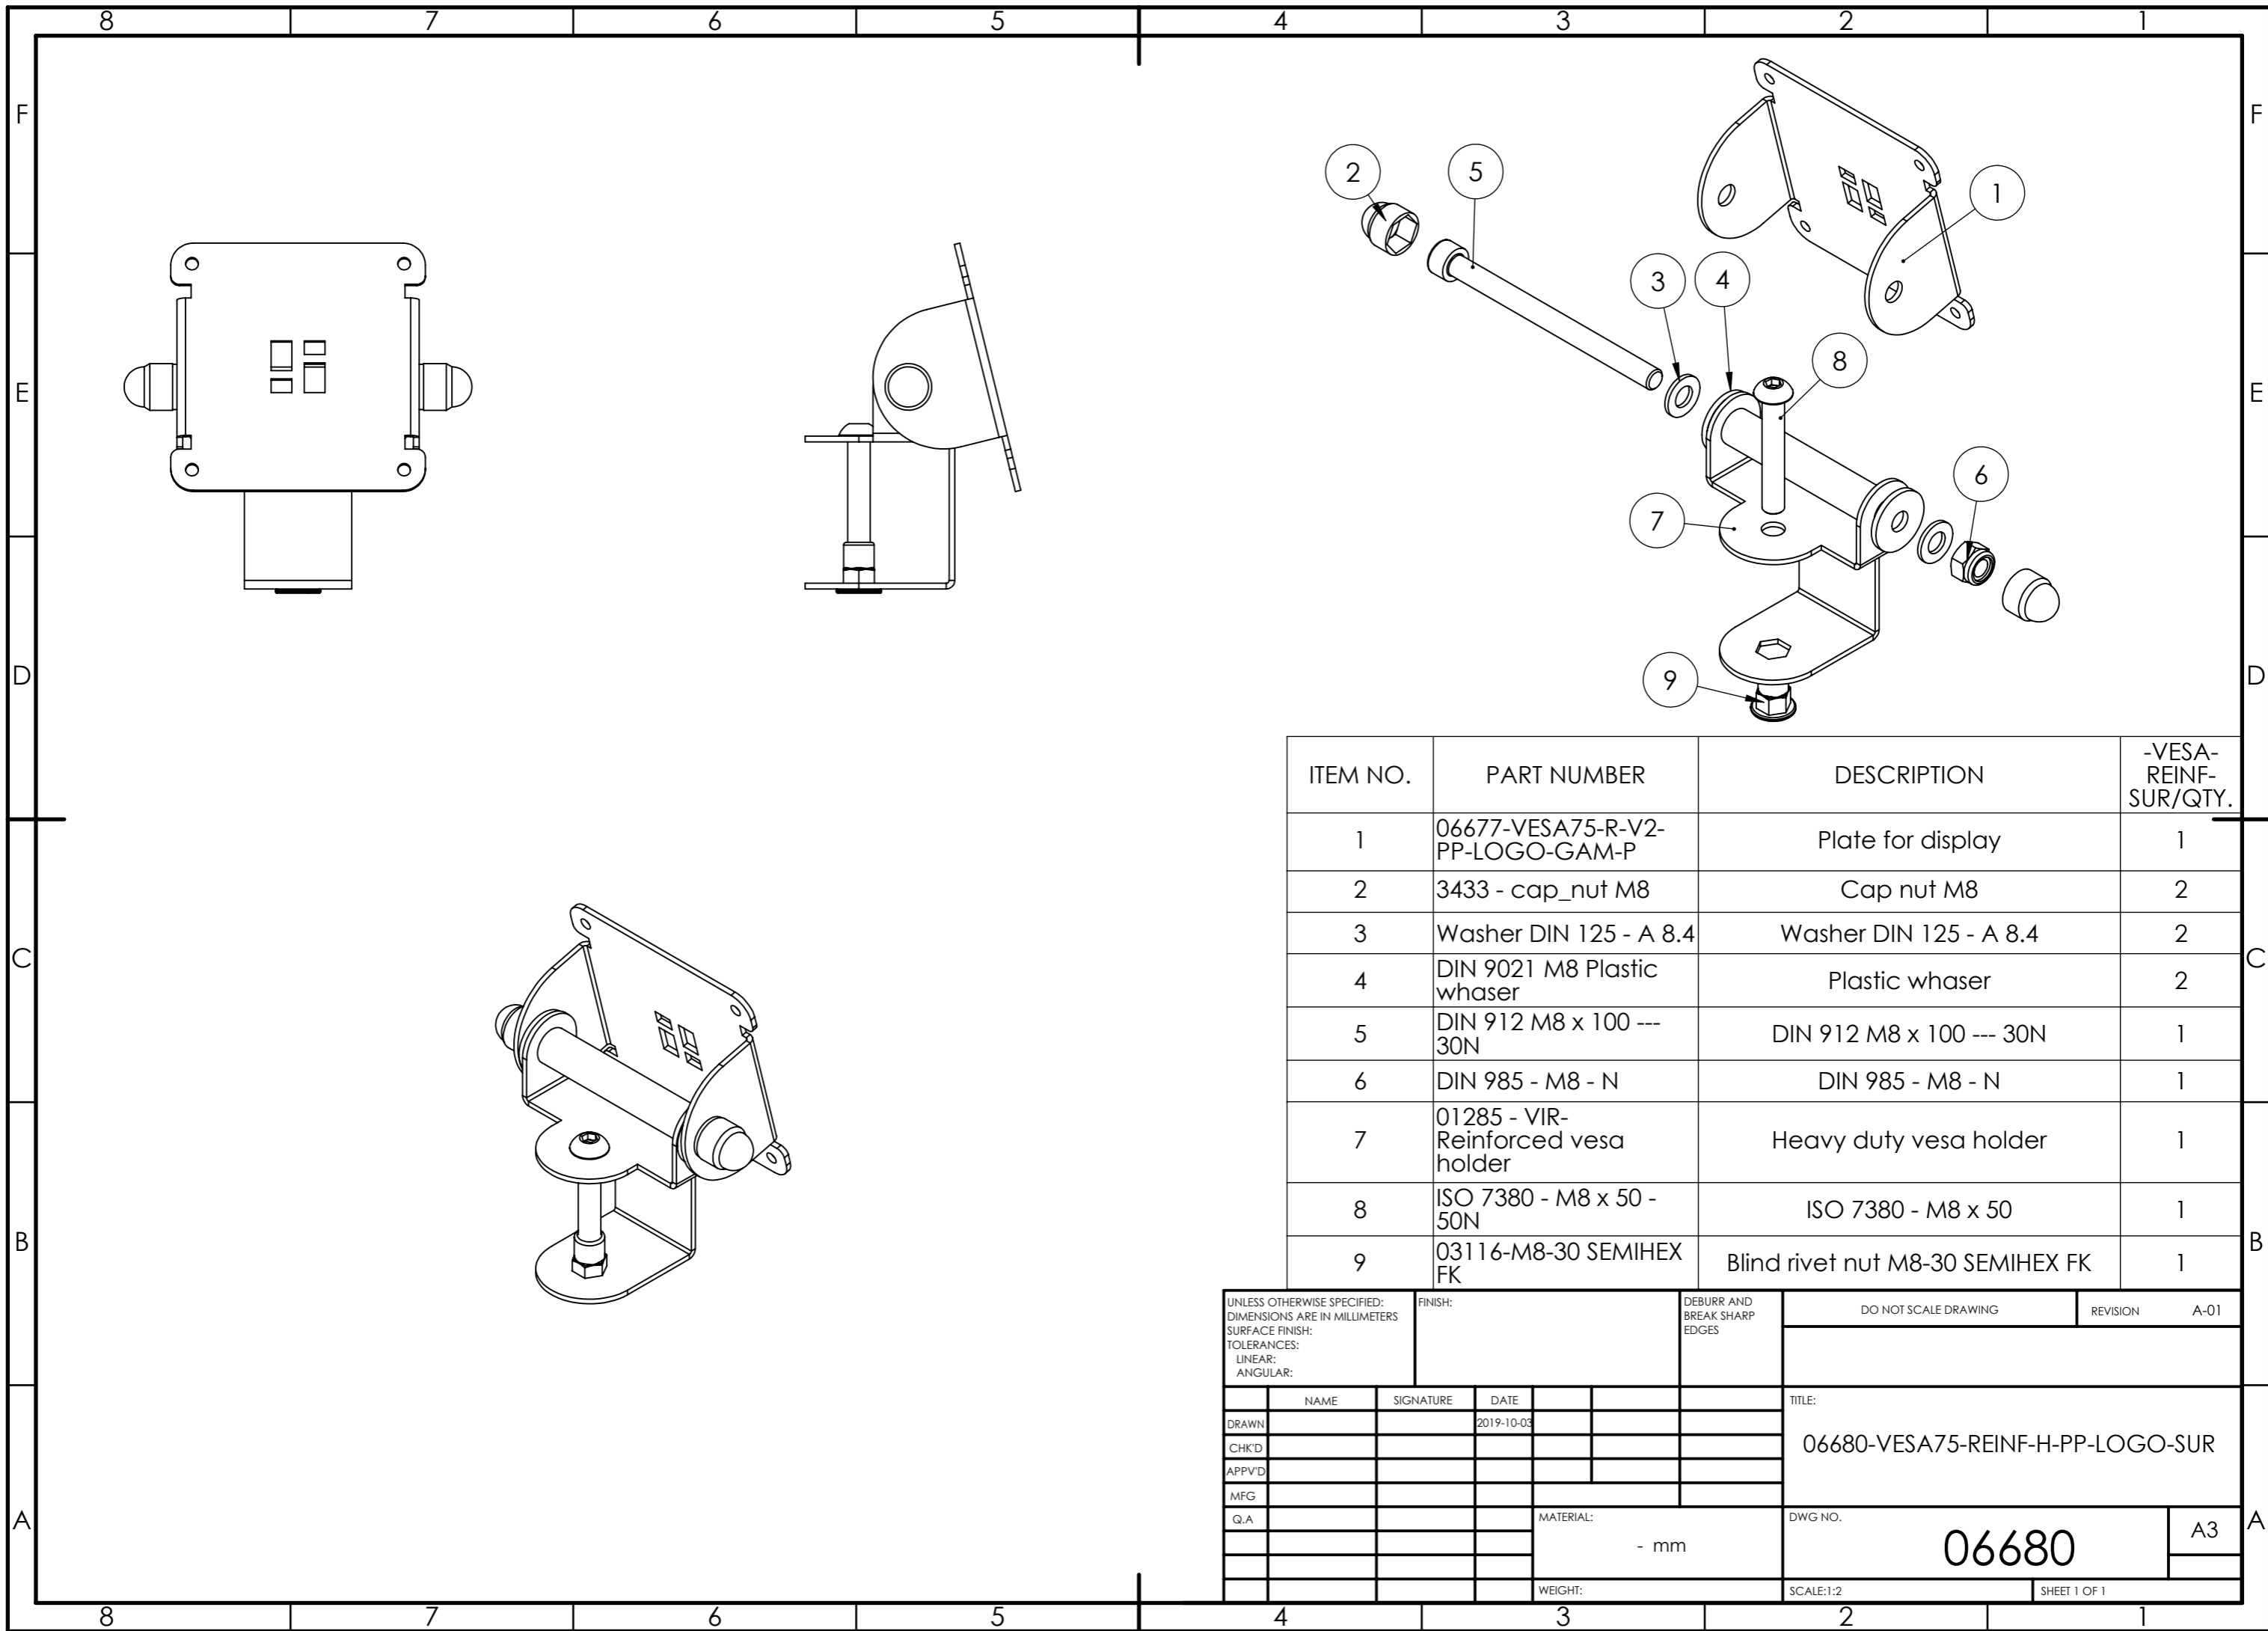 8 7 6 5 4 3 2 1
F F
E E
D D
C C
B B
A A
2
5
1
3
4
8
6
7
9
ITEM NO. PART NUMBER DESCRIPTION -VESA-
REINF-
SUR/QTY.
1 06677-VESA75-R-V2-
PP-LOGO-GAM-P Plate for display 1
2 3433 - cap_nut M8 Cap nut M8 2
3 Washer DIN 125 - A 8.4 Washer DIN 125 - A 8.4 2
4 DIN 9021 M8 Plastic
whaser Plastic whaser 2
5 DIN 912 M8 x 100 ---
30N DIN 912 M8 x 100 --- 30N 1
6 DIN 985 - M8 - N DIN 985 - M8 - N 1
7 01285 - VIR-
Reinforced vesa
holder Heavy duty vesa holder 1
8 ISO 7380 - M8 x 50 -
50N ISO 7380 - M8 x 50 1
9 03116-M8-30 SEMIHEX
FK Blind rivet nut M8-30 SEMIHEX FK 1
UNLESS OTHERWISE SPECIFIED:
DIMENSIONS ARE IN MILLIMETERS
SURFACE FINISH:
TOLERANCES:
LINEAR:
ANGULAR:
FINISH:
DEBURR AND
BREAK SHARP
EDGES
DO NOT SCALE DRAWING
REVISION A-01
NAME SIGNATURE DATE
DRAWN 2019-10-03
CHK'D
APPV'D
MFG
Q.A
TITLE:
06680-VESA75-REINF-H-PP-LOGO-SUR
MATERIAL:
- mm
DWG NO.
06680
A3
WEIGHT:
SCALE:1:2
SHEET 1 OF 1
8 7 6 5 4 3 2 1